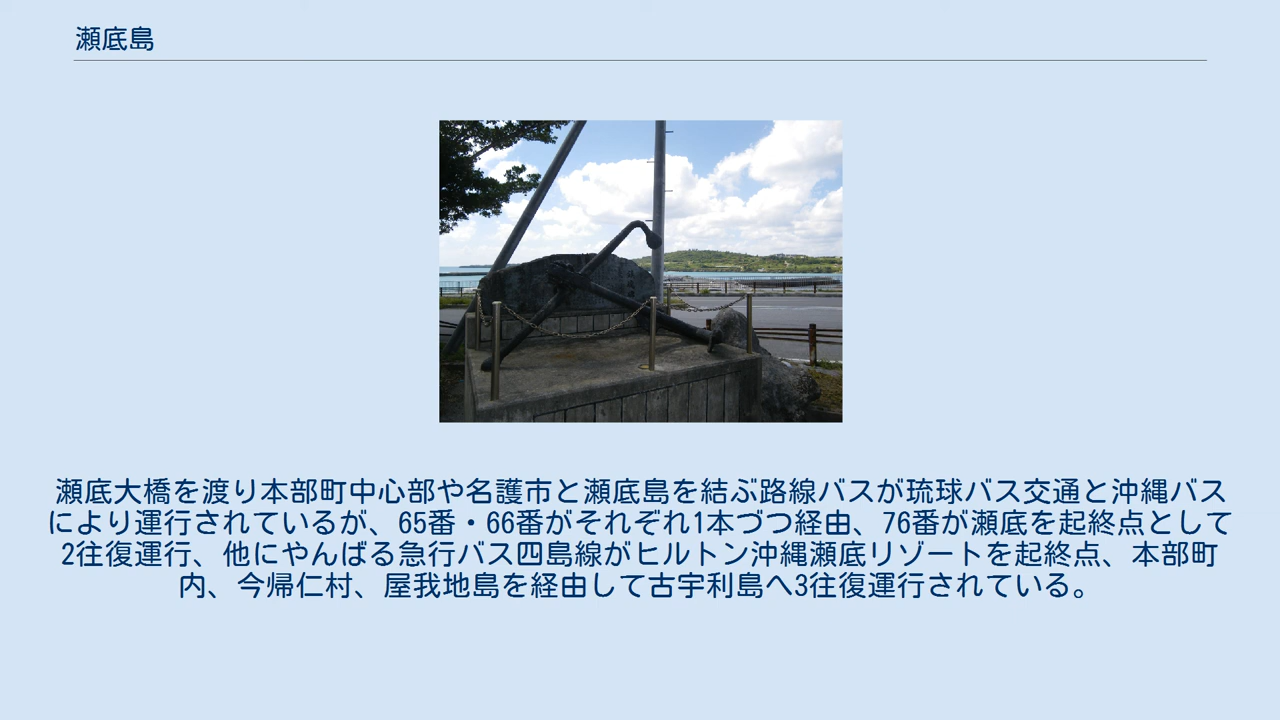 瀬底島
瀬底大橋を渡り本部町中心部や名護市と瀬底島を結ぶ路線バスが琉球バス交通と沖縄バス
により運行されているが、65番・66番がそれぞれ1本づつ経由、76番が瀬底を起終点として
2往復運行、他にやんばる急行バス四島線がヒルトン沖縄瀬底リゾートを起終点、本部町
内、今帰仁村、屋我地島を経由して古宇利島へ3往復運行されている。